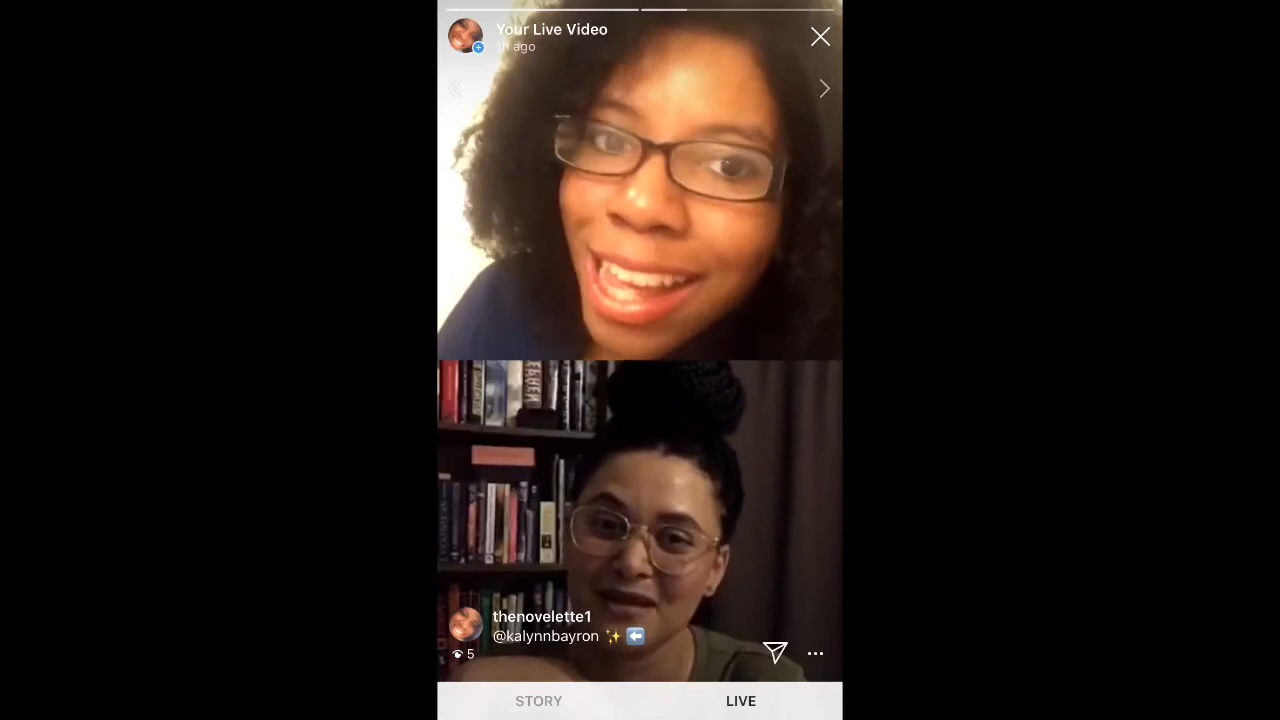 Your Live Video
1h ago
thenovelette1
@kalynnbayron ✨ ⬅️
5
STORY
LIVE